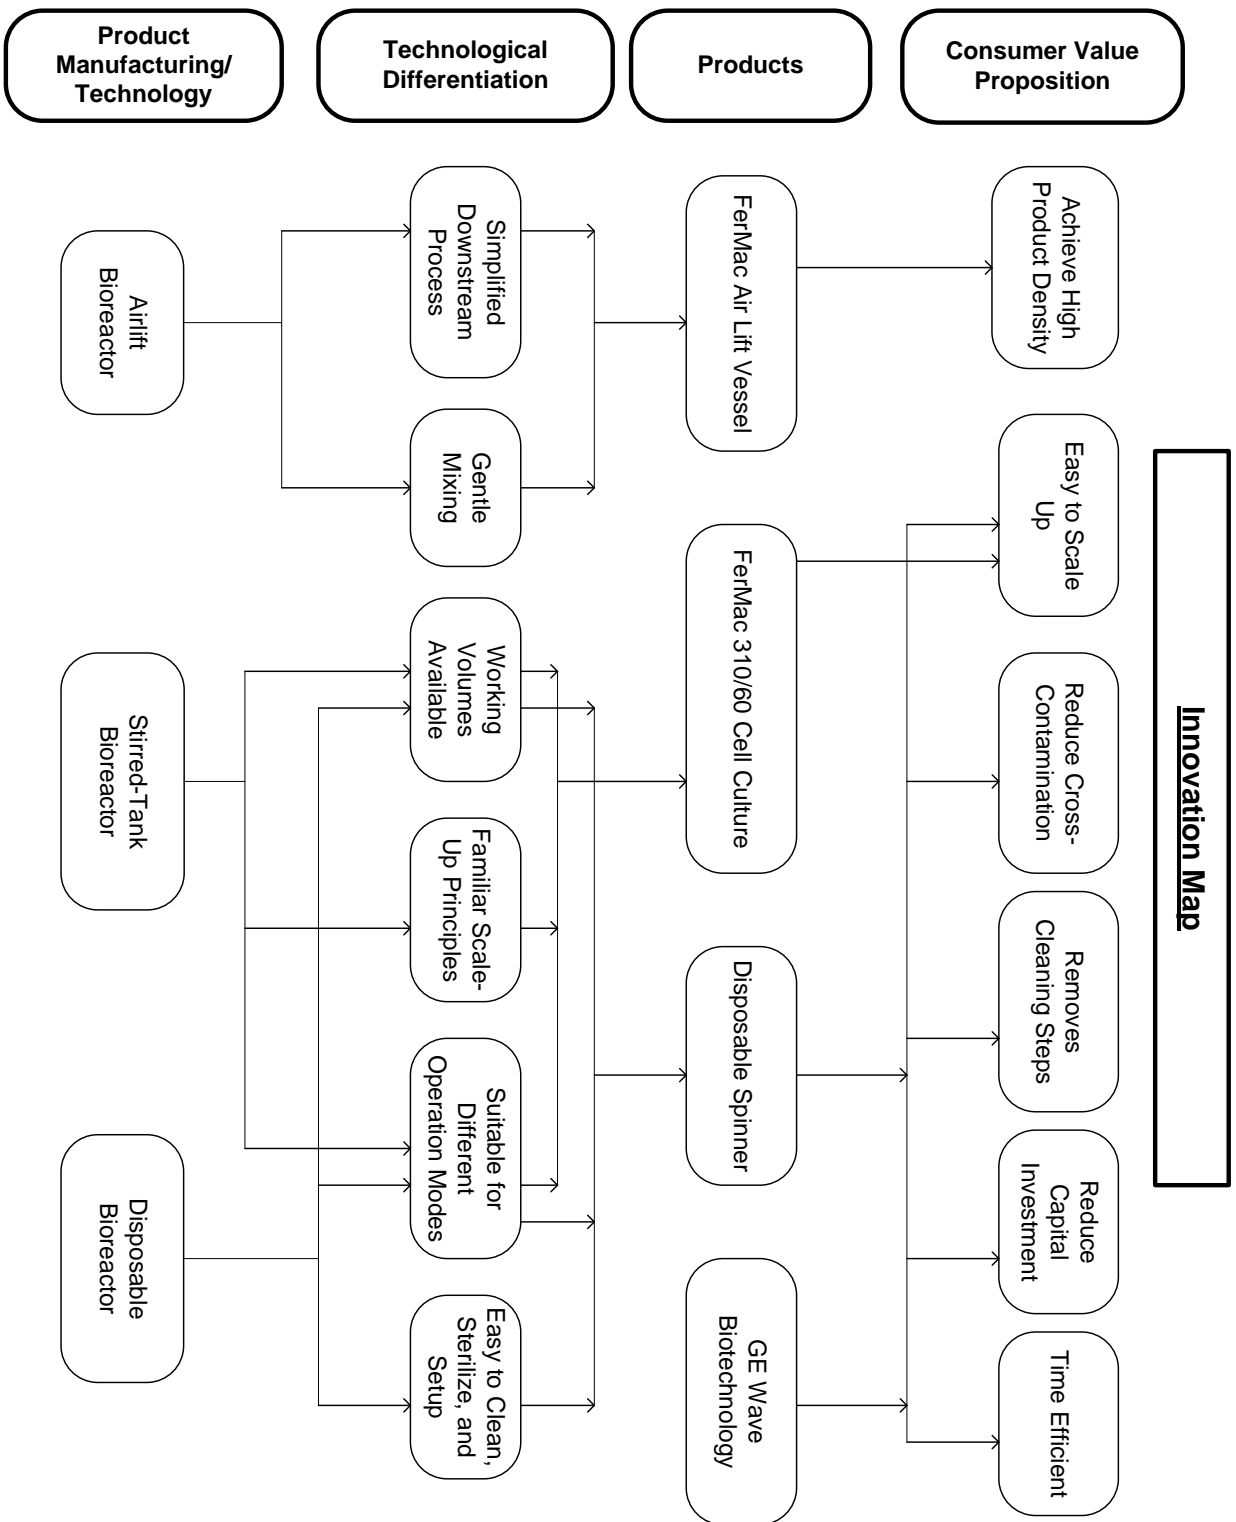 Product
Manufacturing/
Technology
Technological
Differentiation
Products
Consumer Value
Proposition
Innovation Map
Achieve High
Product Density
Easy to Scale
Up
Reduce Cross-
Contamination
Removes
Cleaning Steps
Reduce
Capital
Investment
Time Efficient
FerMac Air Lift Vessel
FerMac 310/60 Cell Culture
Disposable Spinner
GE Wave
Biotechnology
Simplified
Downstream
Process
Gentle
Mixing
Working
Volumes
Available
Familiar Scale-
Up Principles
Suitable for
Different
Operation Modes
Easy to Clean,
Sterilize, and
Setup
Airlift
Bioreactor
Stirred-Tank
Bioreactor
Disposable
Bioreactor